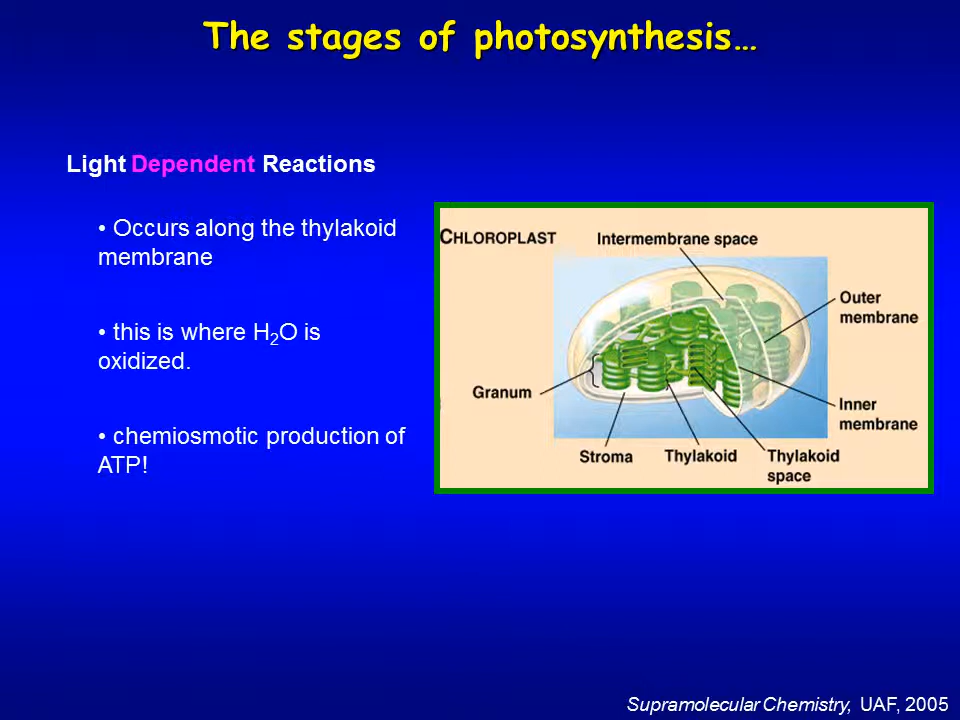 The stages of photosynthesis…
Light Dependent Reactions
• Occurs along the thylakoid
membrane
• this is where H₂O is
oxidized.
• chemiosmotic production of
ATP!
CHLOROPLAST
Intermembrane space
Outer
membrane
Granum
Inner
membrane
Stroma
Thylakoid
Thylakoid
space
Supramolecular Chemistry, UAF, 2005